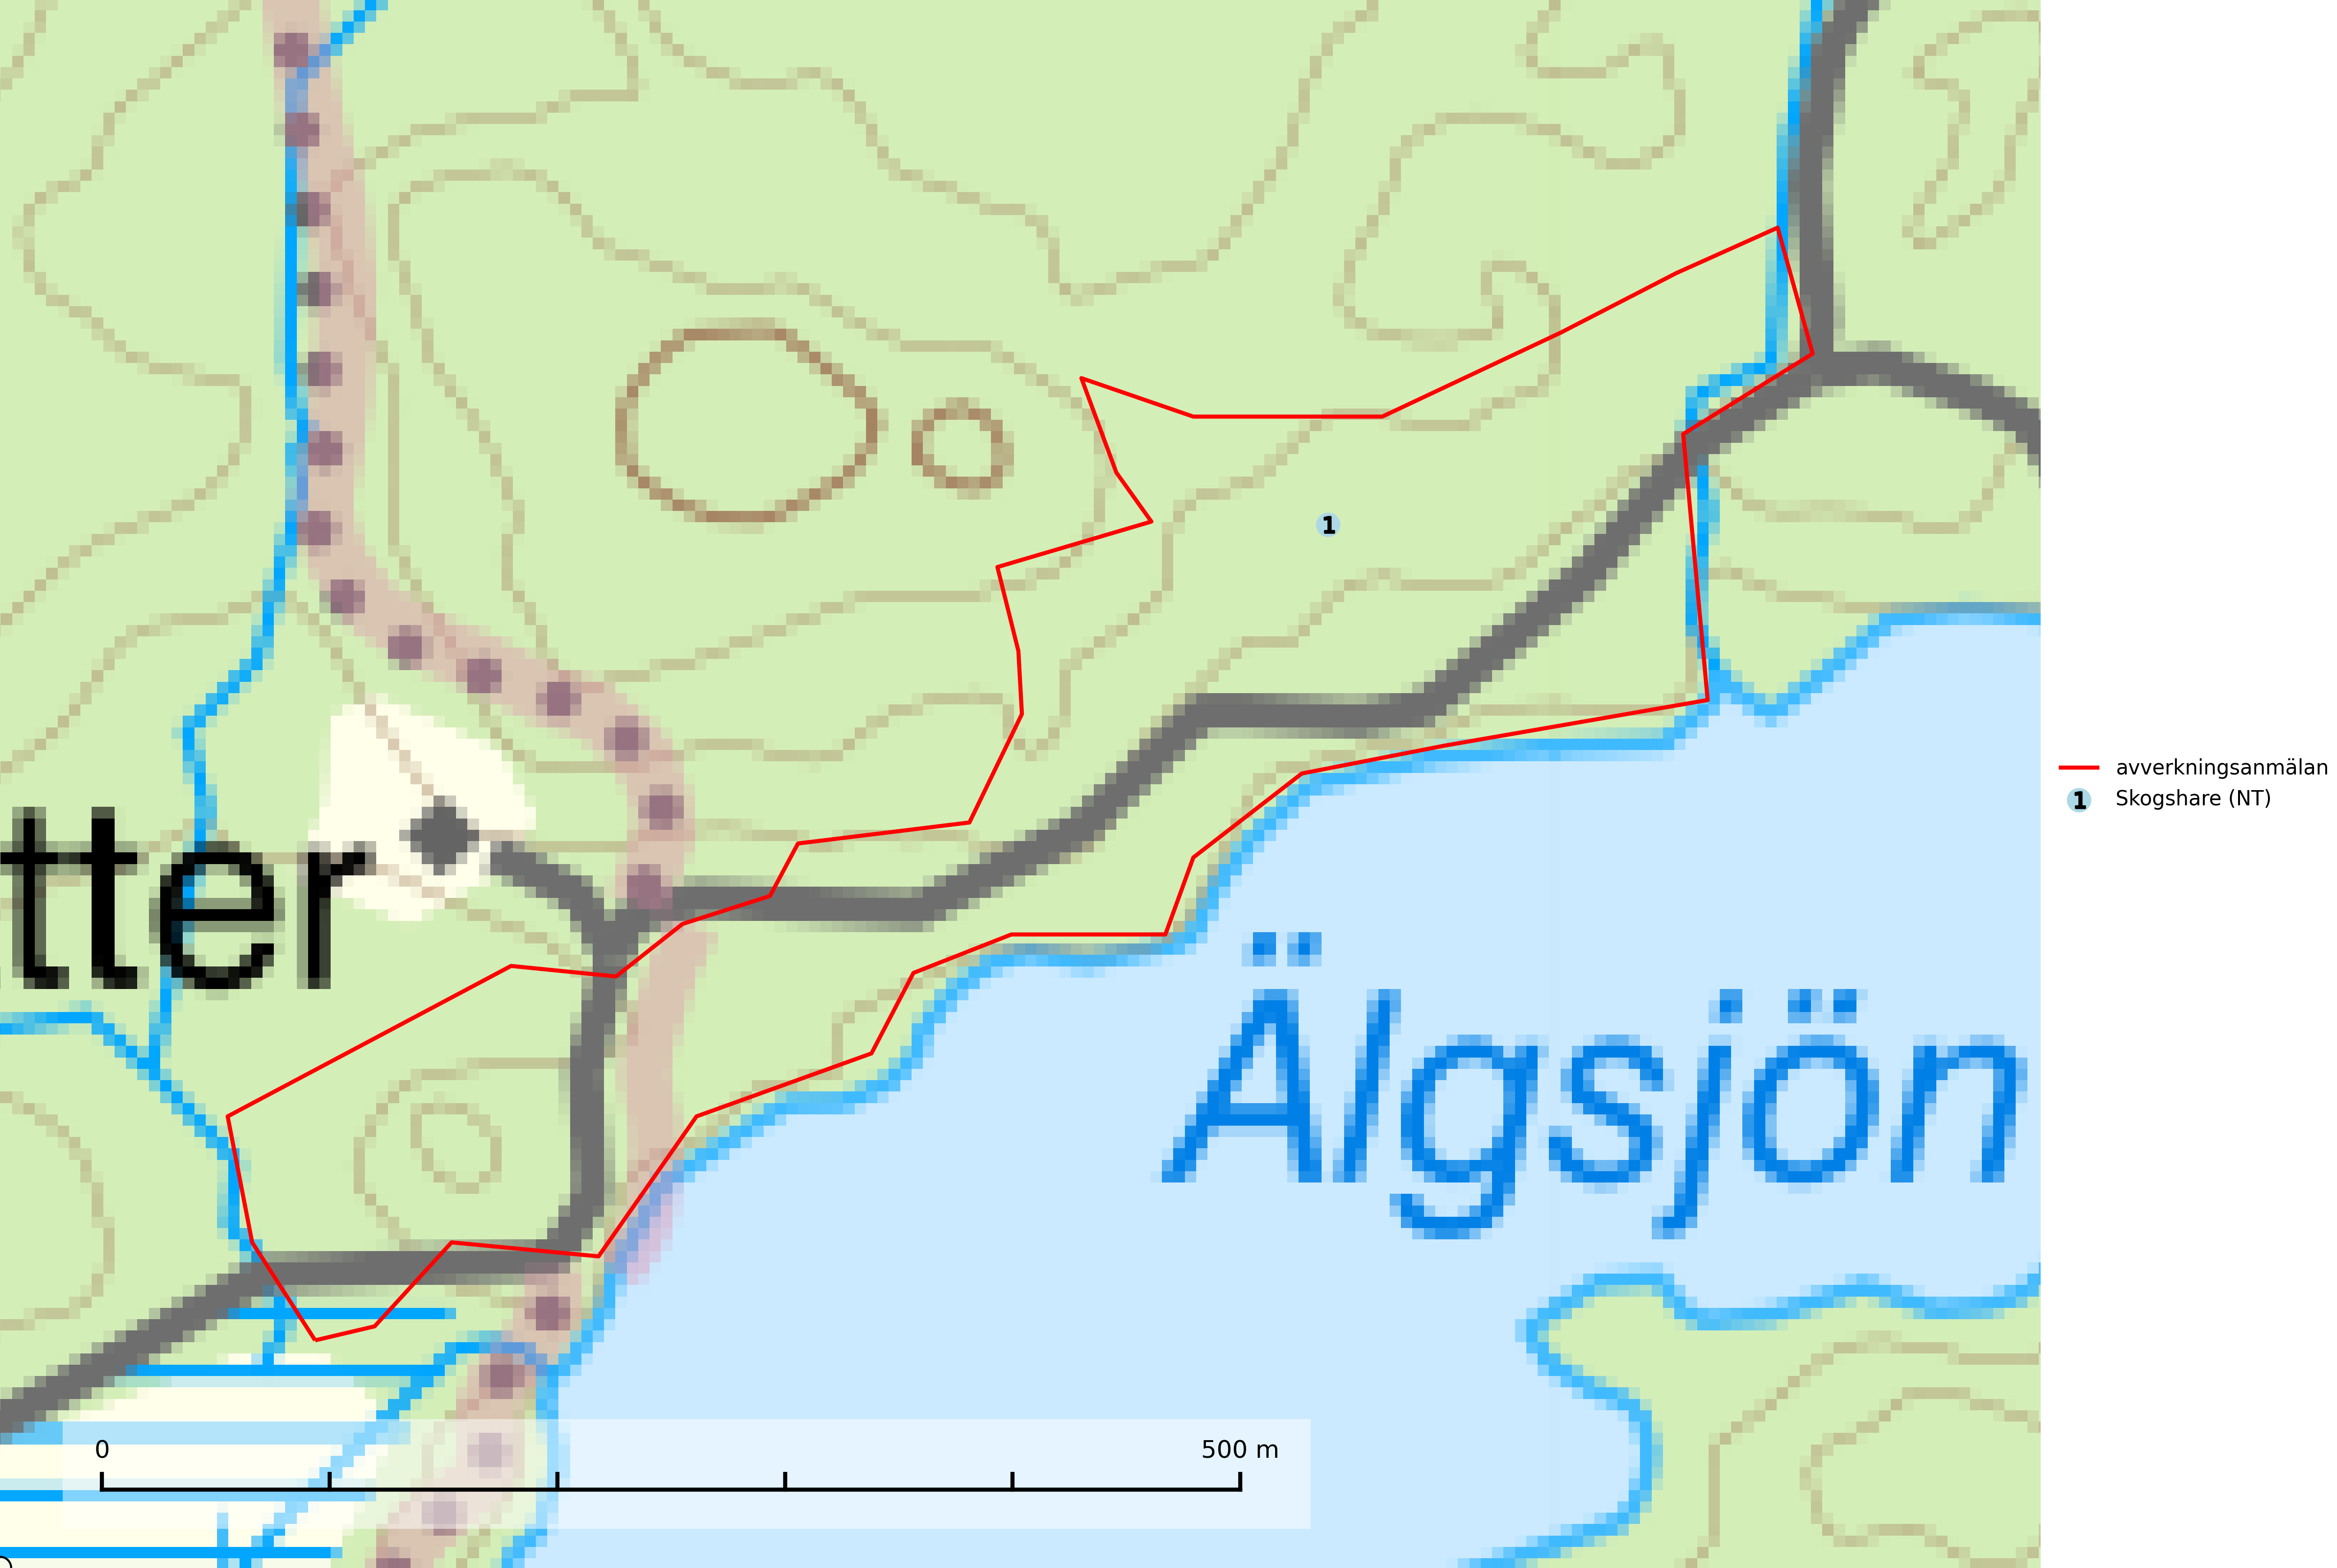 1
tter
Älgsjön
avverkningsanmälan
1 Skogshare (NT)
0 500 m